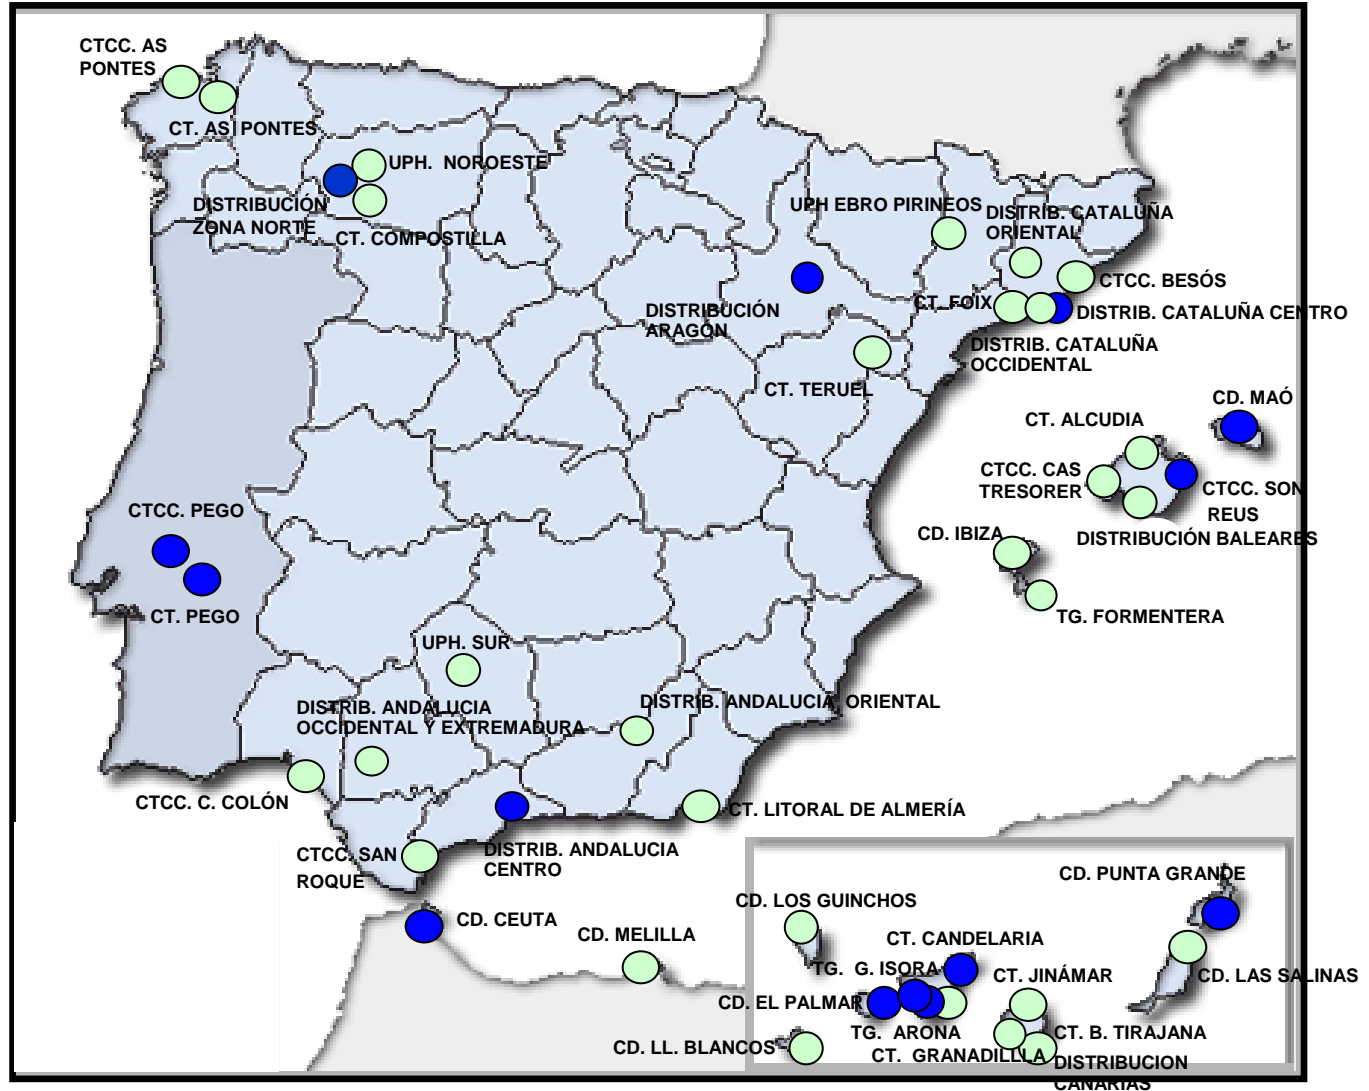 CTCC. AS
PONTES
CT. AS PONTES
UPH. NOROESTE
DISTRIBUCIÓN
ZONA NORTE
CT. COMPOSTILLA
UPH EBRO PIRINEOS
DISTRIB. CATALUÑA
ORIENTAL
CTCC. BESÓS
CT. FOIX
DISTRIB. CATALUÑA CENTRO
DISTRIBUCIÓN
ARAGÓN
DISTRIB. CATALUÑA
OCCIDENTAL
CT. TERUEL
CD. MAÓ
CT. ALCUDIA
CTCC. CAS
TRESORER
CTCC. SON
REUS
DISTRIBUCIÓN BALEARES
CD. IBIZA
TG. FORMENTERA
CTCC. PEGO
CT. PEGO
UPH. SUR
DISTRIB. ANDALUCIA
OCCIDENTAL Y EXTREMADURA
DISTRIB. ANDALUCIA ORIENTAL
CTCC. C. COLÓN
CT. LITORAL DE ALMERÍA
CTCC. SAN
ROQUE
DISTRIB. ANDALUCIA
CENTRO
CD. CEUTA
CD. MELILLA
CD. LOS GUINCHOS
CD. PUNTA GRANDE
CT. CANDELARIA
TG. G. ISORA
CT. JINÁMAR
CD. LAS SALINAS
CD. EL PALMAR
TG. ARONA
CT. B. TIRAJANA
CD. LL. BLANCOS
CT. GRANADILLLA
DISTRIBUCION
CANARIAS